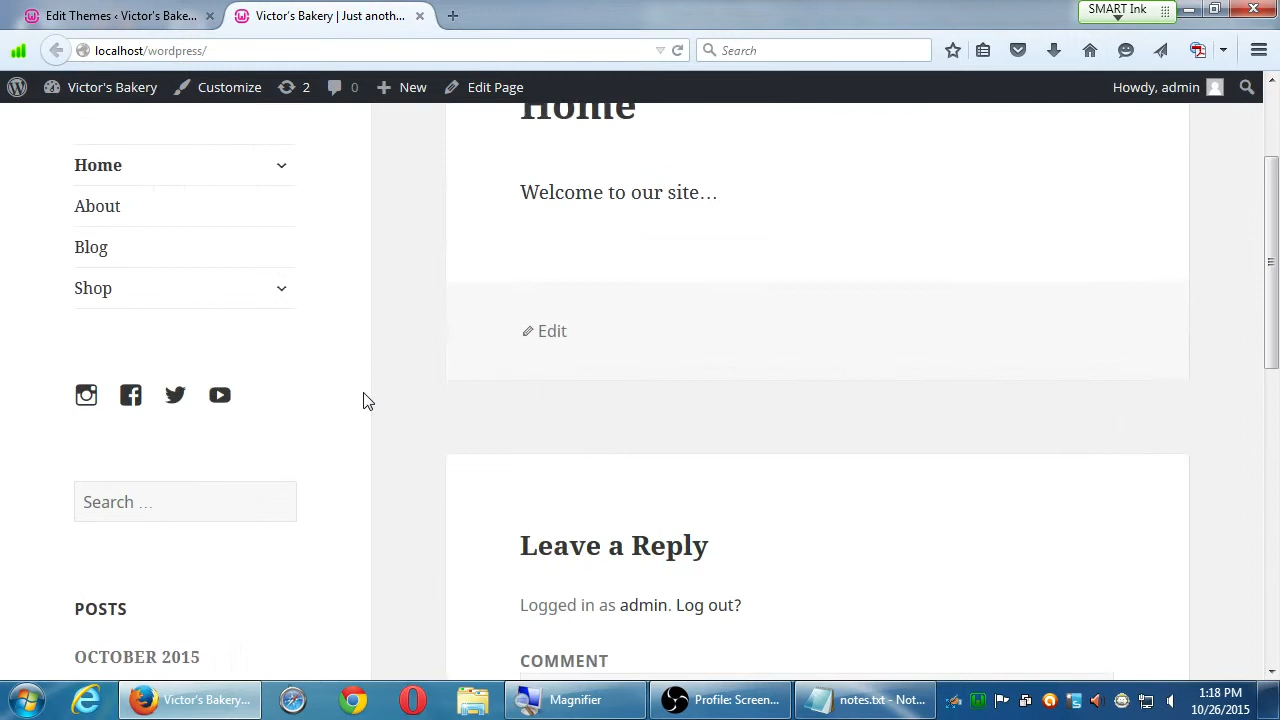 Edit Themes ‹ Victor's Bake...
Victor's Bakery | Just anoth...
SMART Ink
localhost/wordpress/
Search
Victor's Bakery
Customize
2
0
New
Edit Page
Howdy, admin
Home
Home
About
Blog
Shop
Welcome to our site…
Edit
Search …
Leave a Reply
Logged in as admin. Log out?
COMMENT
POSTS
OCTOBER 2015
Victor's Bakery...
Magnifier
Profile: Screen...
notes.txt - Not...
1:18 PM
10/26/2015